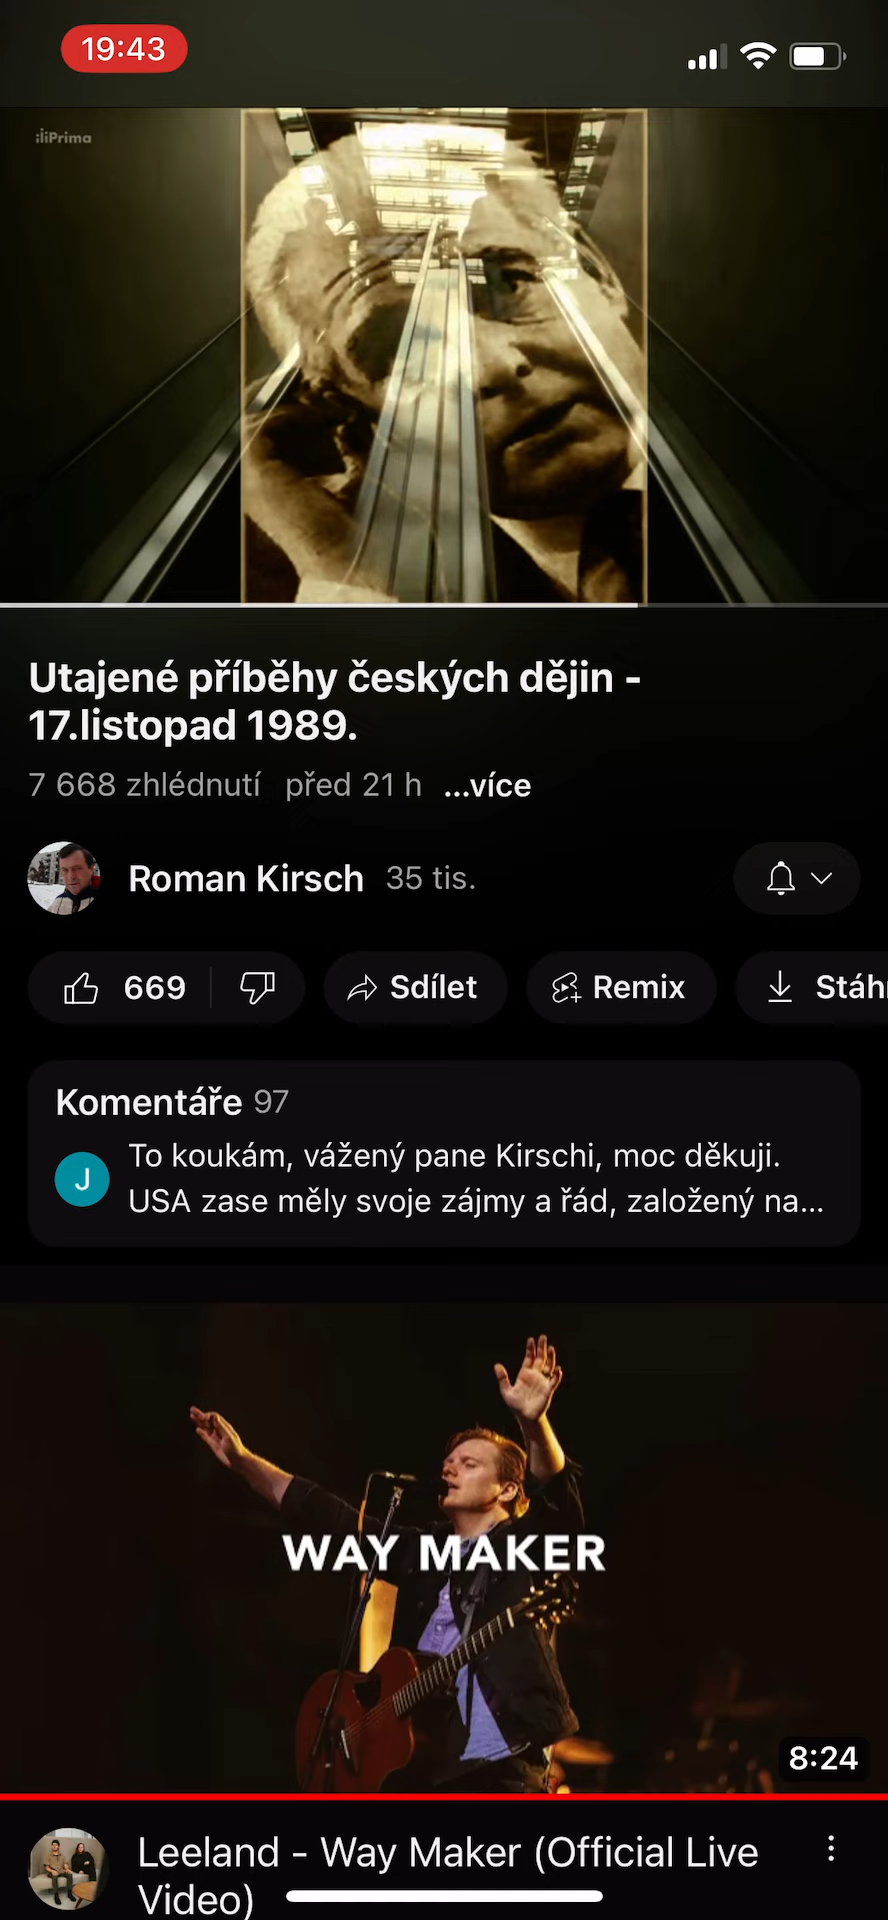 19:43
iPrima
Utajené příběhy českých dějin -
17.listopad 1989.
7 668 zhlédnutí před 21 h ...více
Roman Kirsch 35 tis.
669 Sdílet Remix Stáh
Komentáře 97
J
To koukám, vážený pane Kirschi, moc děkuji.
USA zase měly svoje zájmy a řád, založený na...
WAY MAKER
8:24
Leeland - Way Maker (Official Live
Video)